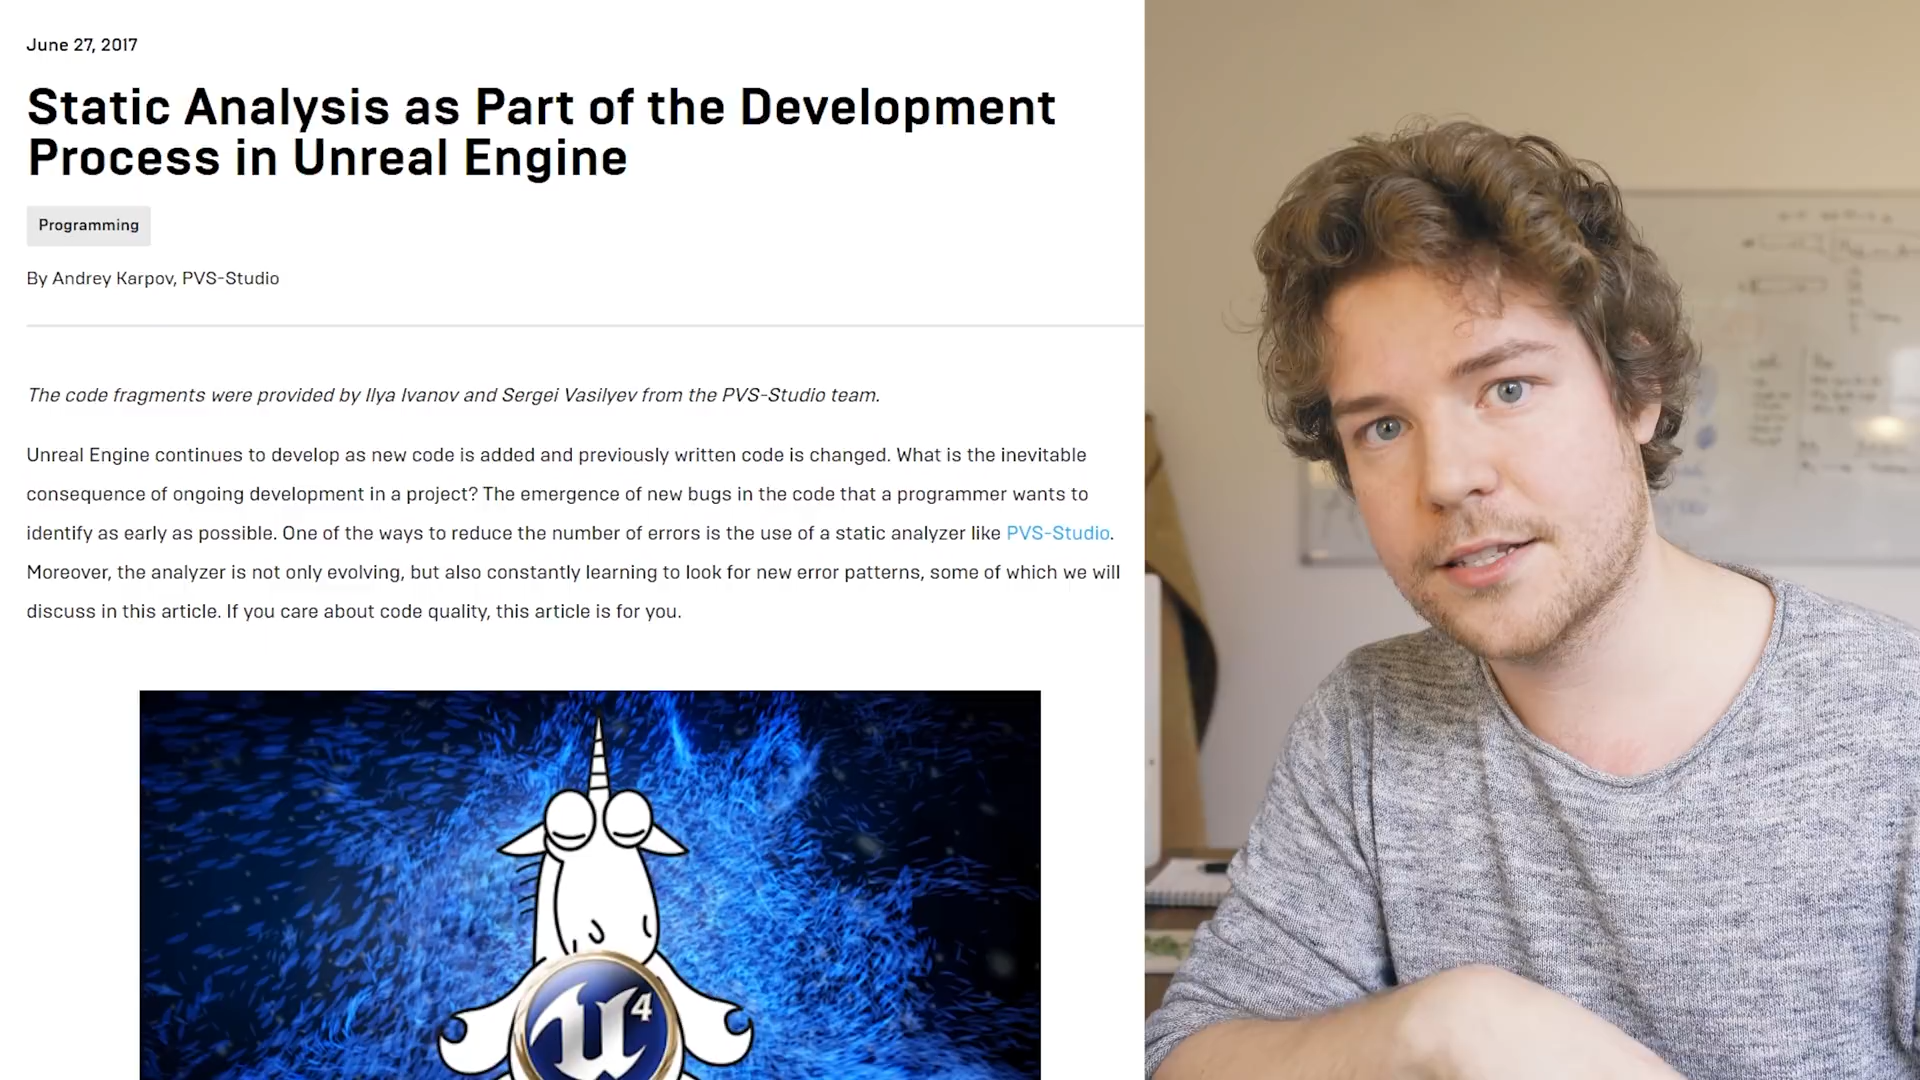 June 27, 2017
Static Analysis as Part of the Development
Process in Unreal Engine
Programming
By Andrey Karpov, PVS-Studio
The code fragments were provided by Ilya Ivanov and Sergei Vasilyev from the PVS-Studio team.
Unreal Engine continues to develop as new code is added and previously written code is changed. What is the inevitable
consequence of ongoing development in a project? The emergence of new bugs in the code that a programmer wants to
identify as early as possible. One of the ways to reduce the number of errors is the use of a static analyzer like PVS-Studio.
Moreover, the analyzer is not only evolving, but also constantly learning to look for new error patterns, some of which we will
discuss in this article. If you care about code quality, this article is for you.
4